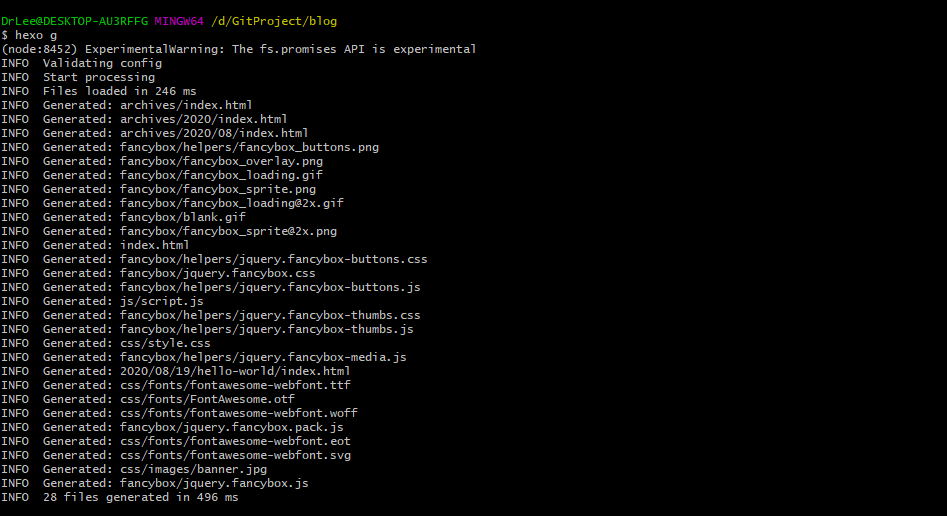 DrLee@DESKTOP-AU3RFFG MINGW64 /d/GitProject/blog
$ hexo g
(node:8452) ExperimentalWarning: The fs.promises API is experimental
INFO  Validating config
INFO  Start processing
INFO  Files loaded in 246 ms
INFO  Generated: archives/index.html
INFO  Generated: archives/2020/index.html
INFO  Generated: archives/2020/08/index.html
INFO  Generated: fancybox/helpers/fancybox_buttons.png
INFO  Generated: fancybox/fancybox_overlay.png
INFO  Generated: fancybox/fancybox_loading.gif
INFO  Generated: fancybox/fancybox_sprite.png
INFO  Generated: fancybox/fancybox_loading@2x.gif
INFO  Generated: fancybox/blank.gif
INFO  Generated: fancybox/fancybox_sprite@2x.png
INFO  Generated: index.html
INFO  Generated: fancybox/helpers/jquery.fancybox-buttons.css
INFO  Generated: fancybox/jquery.fancybox.css
INFO  Generated: fancybox/helpers/jquery.fancybox-buttons.js
INFO  Generated: js/script.js
INFO  Generated: fancybox/helpers/jquery.fancybox-thumbs.css
INFO  Generated: fancybox/helpers/jquery.fancybox-thumbs.js
INFO  Generated: css/style.css
INFO  Generated: fancybox/helpers/jquery.fancybox-media.js
INFO  Generated: 2020/08/19/hello-world/index.html
INFO  Generated: css/fonts/fontawesome-webfont.ttf
INFO  Generated: css/fonts/FontAwesome.otf
INFO  Generated: css/fonts/fontawesome-webfont.woff
INFO  Generated: fancybox/jquery.fancybox.pack.js
INFO  Generated: css/fonts/fontawesome-webfont.eot
INFO  Generated: css/fonts/fontawesome-webfont.svg
INFO  Generated: css/images/banner.jpg
INFO  Generated: fancybox/jquery.fancybox.js
INFO  28 files generated in 496 ms